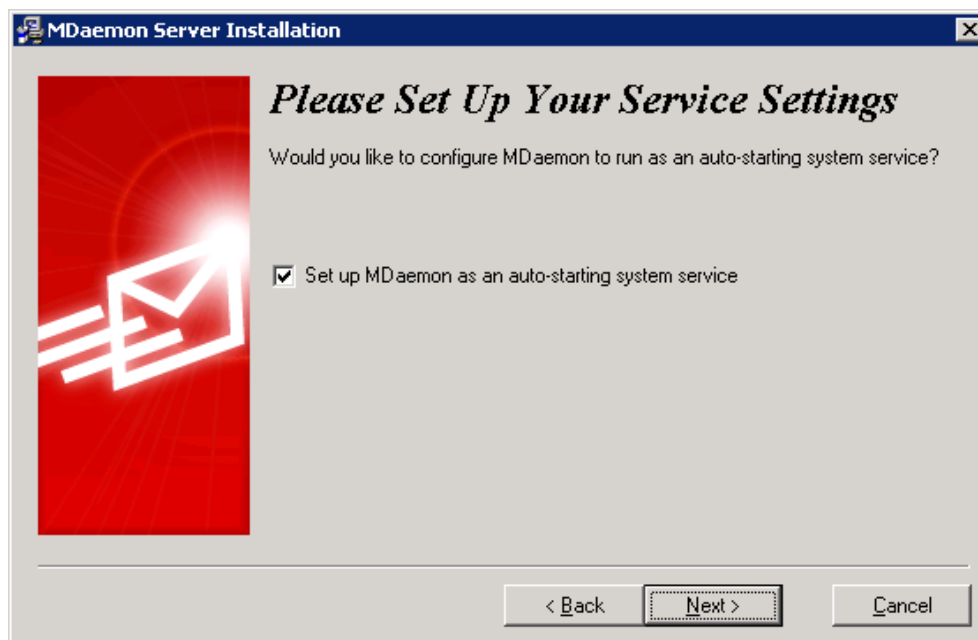 MDaemon Server Installation
Please Set Up Your Service Settings
Would you like to configure MDaemon to run as an auto-starting system service?
Set up MDaemon as an auto-starting system service
< Back
Next >
Cancel